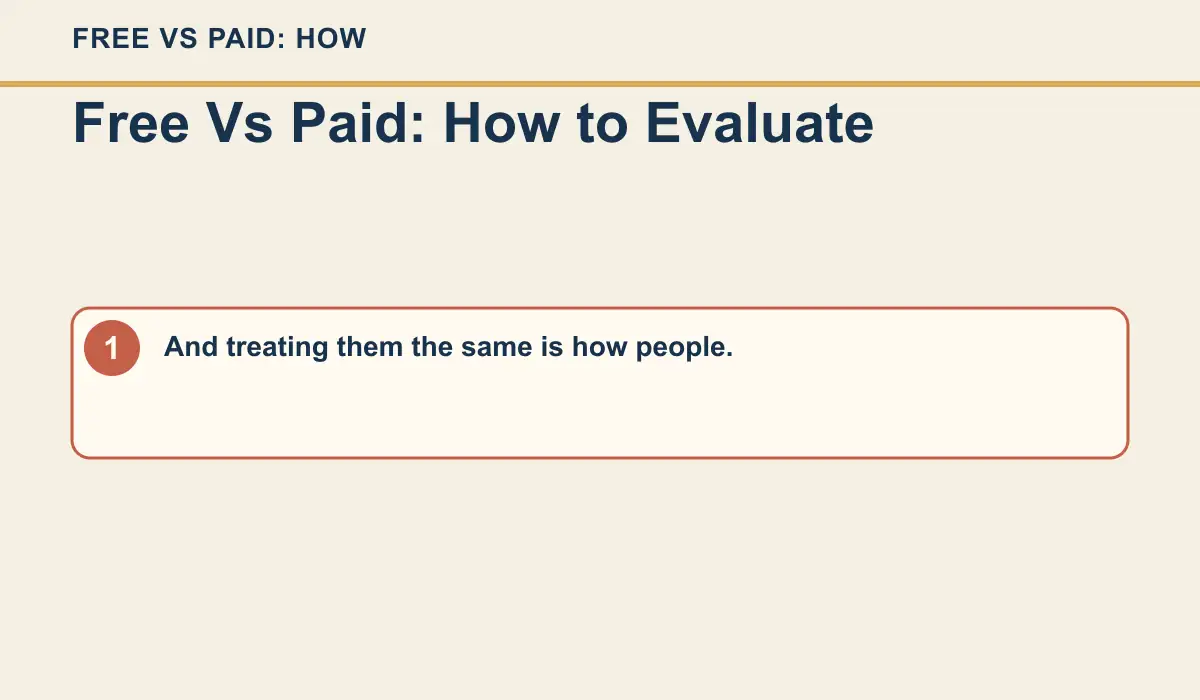 FREE VS PAID: HOW
Free Vs Paid: How to Evaluate
1
And treating them the same is how people.